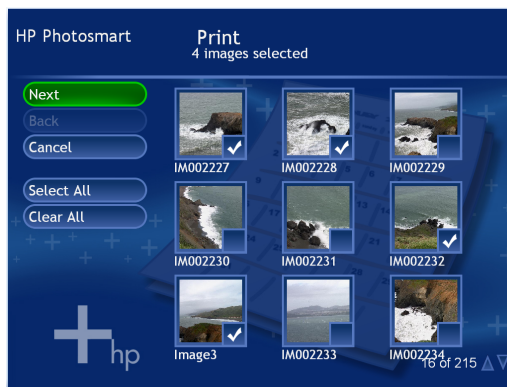 HP Photosmart
Print
4 images selected
Next
Back
Cancel
Select All
Clear All
IM002227
IM002228
IM002229
IM002230
IM002231
IM002232
Image3
IM002233
IM002234
16 of 215
hp